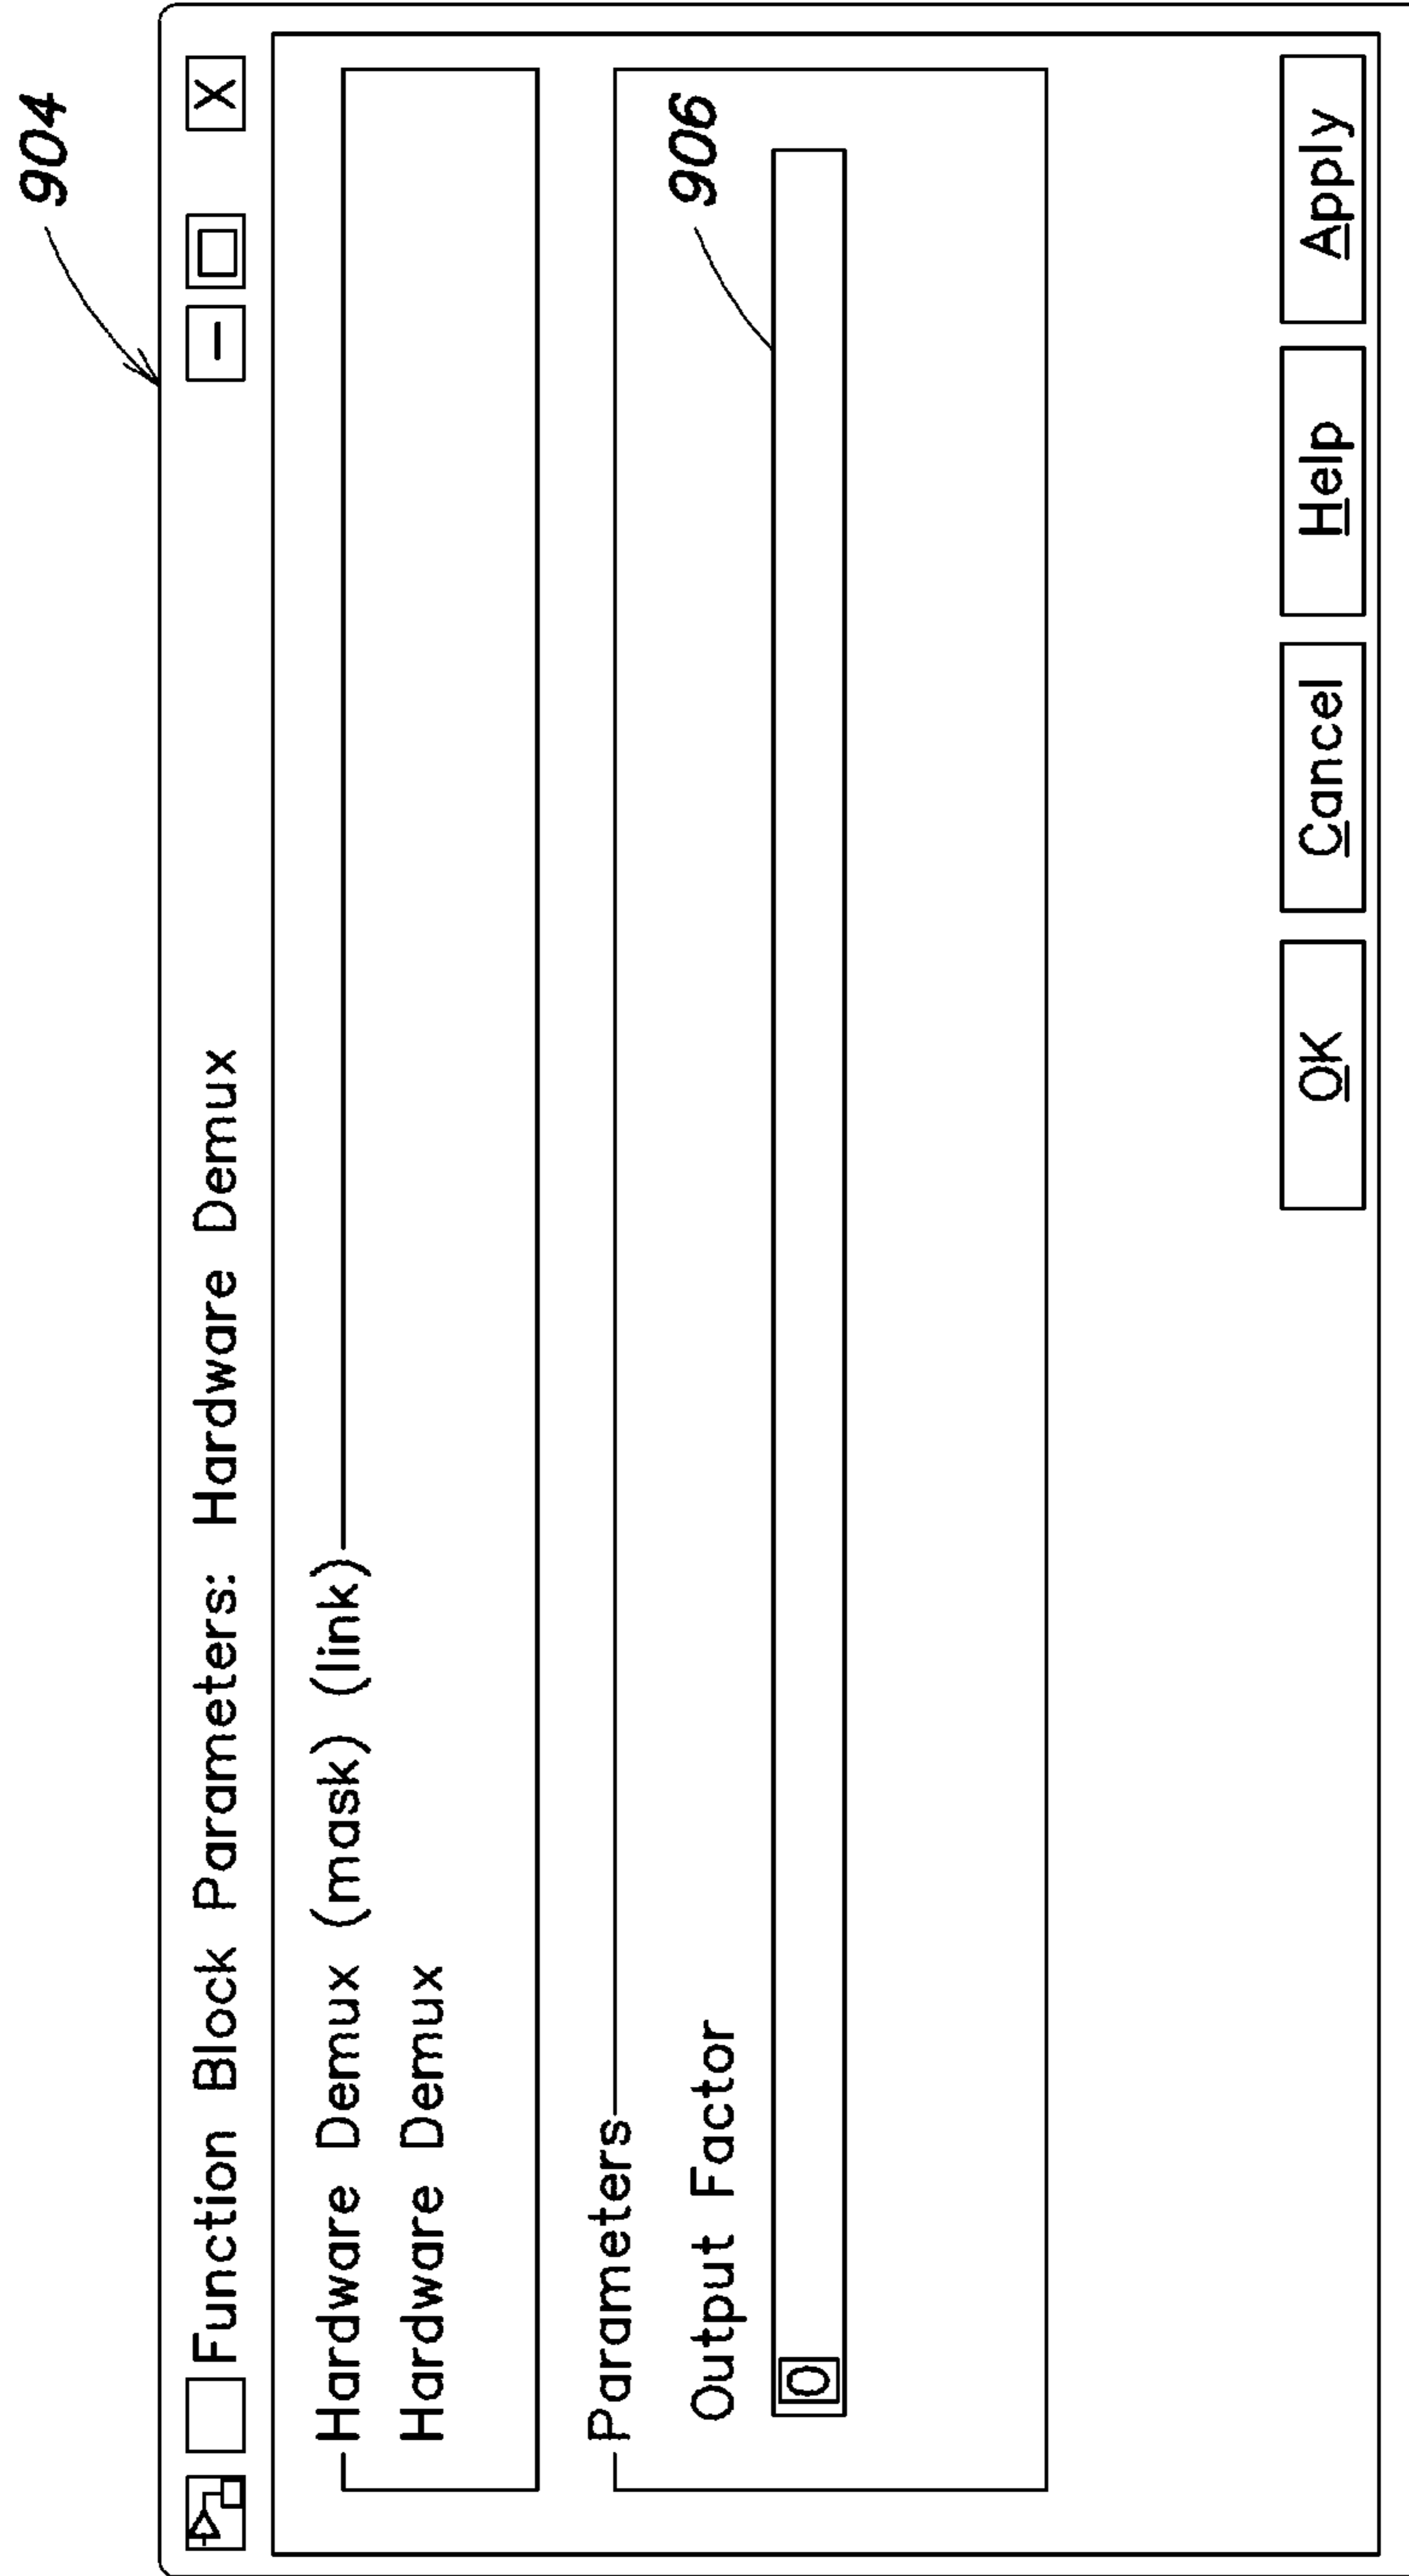 904
Function Block Parameters: Hardware Demux
X
Hardware Demux (mask) (link)
Hardware Demux
Parameters
Output Factor
906
0
OK
Cancel
Help
Apply